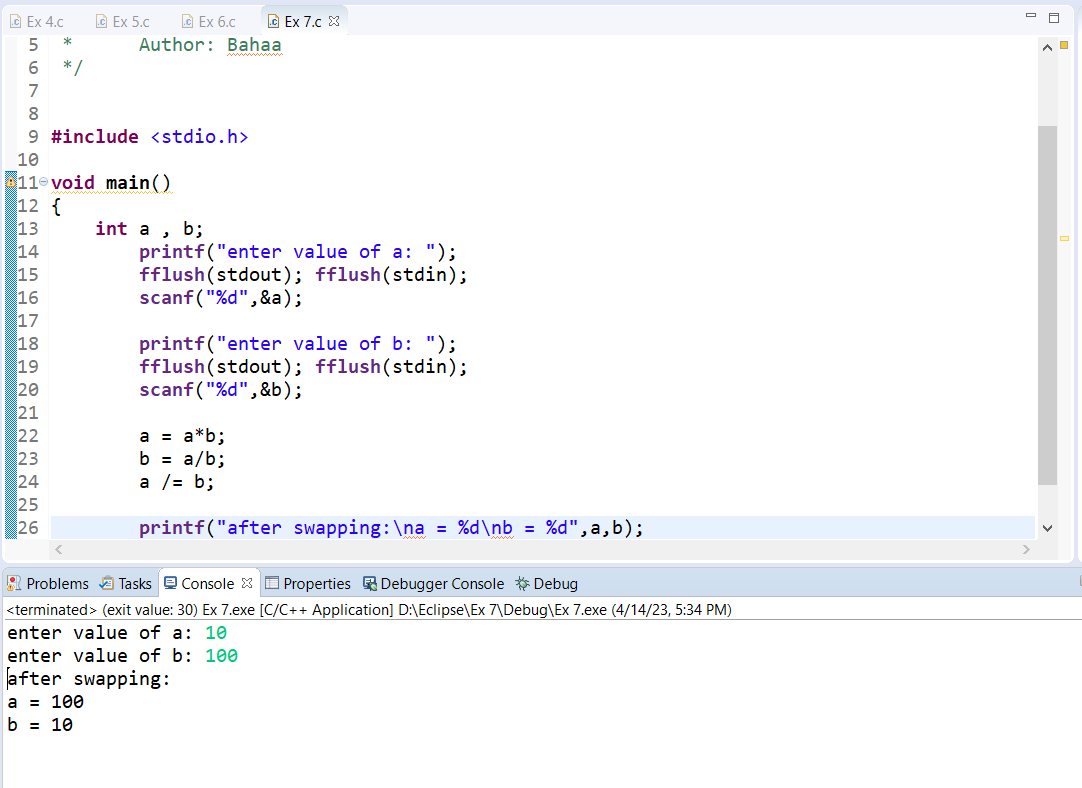 Ex 4.c Ex 5.c Ex 6.c Ex 7.c
5 * Author: Bahaa
6 */
7
8
9 #include <stdio.h>
10
11 void main()
12 {
13 int a , b;
14 printf("enter value of a: ");
15 fflush(stdout); fflush(stdin);
16 scanf("%d",&a);
17
18 printf("enter value of b: ");
19 fflush(stdout); fflush(stdin);
20 scanf("%d",&b);
21
22 a = a*b;
23 b = a/b;
24 a /= b;
25
26 printf("after swapping:\na = %d\nb = %d",a,b);
Problems Tasks Console Properties Debugger Console Debug
<terminated> (exit value: 30) Ex 7.exe [C/C++ Application] D:\Eclipse\Ex 7\Debug\Ex 7.exe (4/14/23, 5:34 PM)
enter value of a: 10
enter value of b: 100
after swapping:
a = 100
b = 10